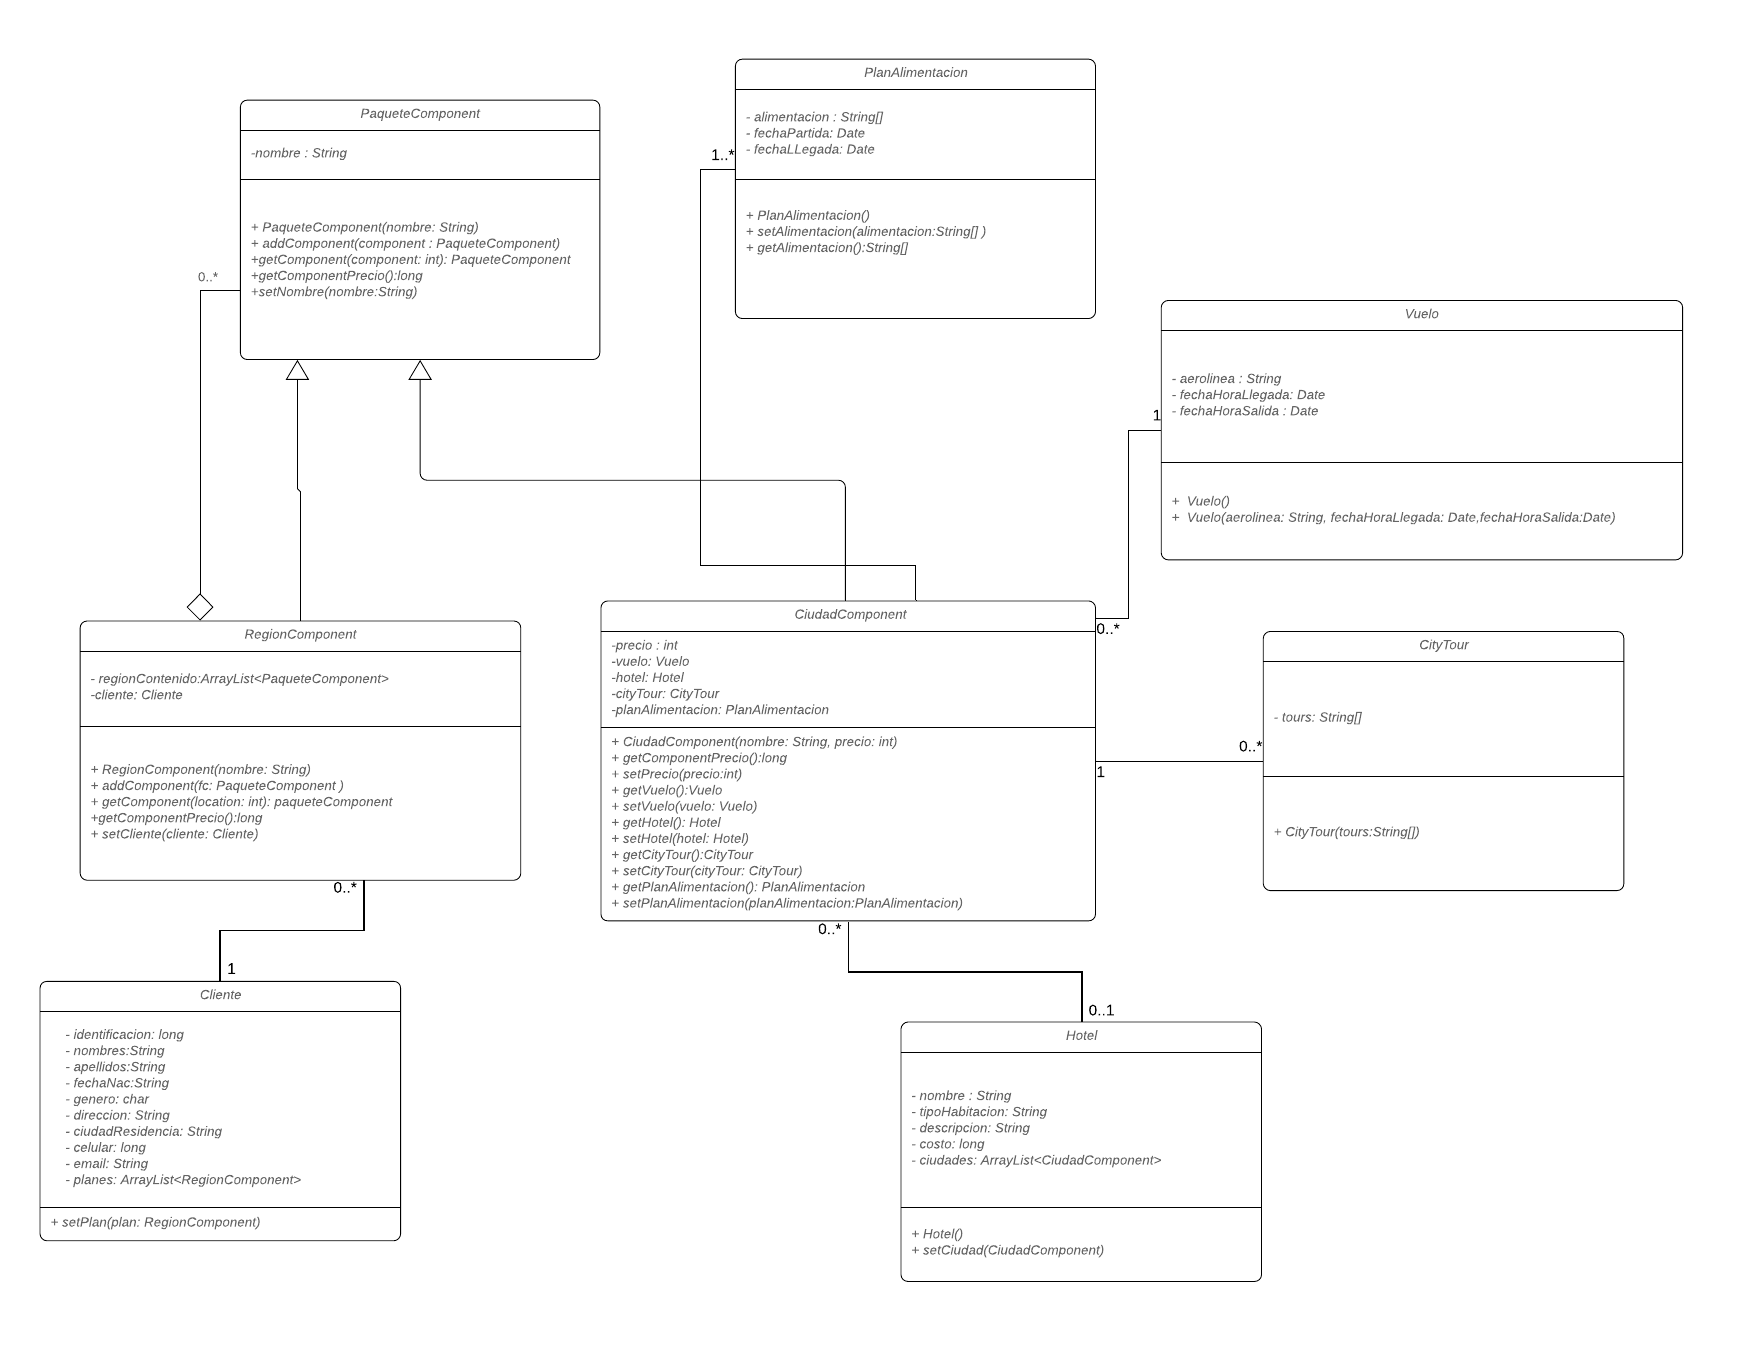 PaqueteComponent
-nombre : String
+ PaqueteComponent(nombre: String)
+ addComponent(component : PaqueteComponent)
+getComponent(component: int): PaqueteComponent
+getComponentPrecio():long
+setNombre(nombre:String)
0..*
PlanAlimentacion
- alimentacion : String[]
- fechaPartida: Date
- fechaLLegada: Date
1..*
+ PlanAlimentacion()
+ setAlimentacion(alimentacion:String[] )
+ getAlimentacion():String[]
Vuelo
- aerolinea : String
- fechaHoraLlegada: Date
- fechaHoraSalida : Date
1
+  Vuelo()
+  Vuelo(aerolinea: String, fechaHoraLlegada: Date,fechaHoraSalida:Date)
RegionComponent
- regionContenido:ArrayList<PaqueteComponent>
-cliente: Cliente
+ RegionComponent(nombre: String)
+ addComponent(fc: PaqueteComponent )
+ getComponent(location: int): paqueteComponent
+getComponentPrecio():long
+ setCliente(cliente: Cliente)
0..*
CiudadComponent
0..*
-precio : int
-vuelo: Vuelo
-hotel: Hotel
-cityTour: CityTour
-planAlimentacion: PlanAlimentacion
+ CiudadComponent(nombre: String, precio: int)
+ getComponentPrecio():long
+ setPrecio(precio:int)
+ getVuelo():Vuelo
+ setVuelo(vuelo: Vuelo)
+ getHotel(): Hotel
+ setHotel(hotel: Hotel)
+ getCityTour():CityTour
+ setCityTour(cityTour: CityTour)
+ getPlanAlimentacion(): PlanAlimentacion
+ setPlanAlimentacion(planAlimentacion:PlanAlimentacion)
0..*
1
CityTour
- tours: String[]
0..*
+ CityTour(tours:String[])
1
Cliente
- identificacion: long
- nombres:String
- apellidos:String
- fechaNac:String
- genero: char
- direccion: String
- ciudadResidencia: String
- celular: long
- email: String
- planes: ArrayList<RegionComponent>
+ setPlan(plan: RegionComponent)
0..1
Hotel
- nombre : String
- tipoHabitacion: String
- descripcion: String
- costo: long
- ciudades: ArrayList<CiudadComponent>
+ Hotel()
+ setCiudad(CiudadComponent)